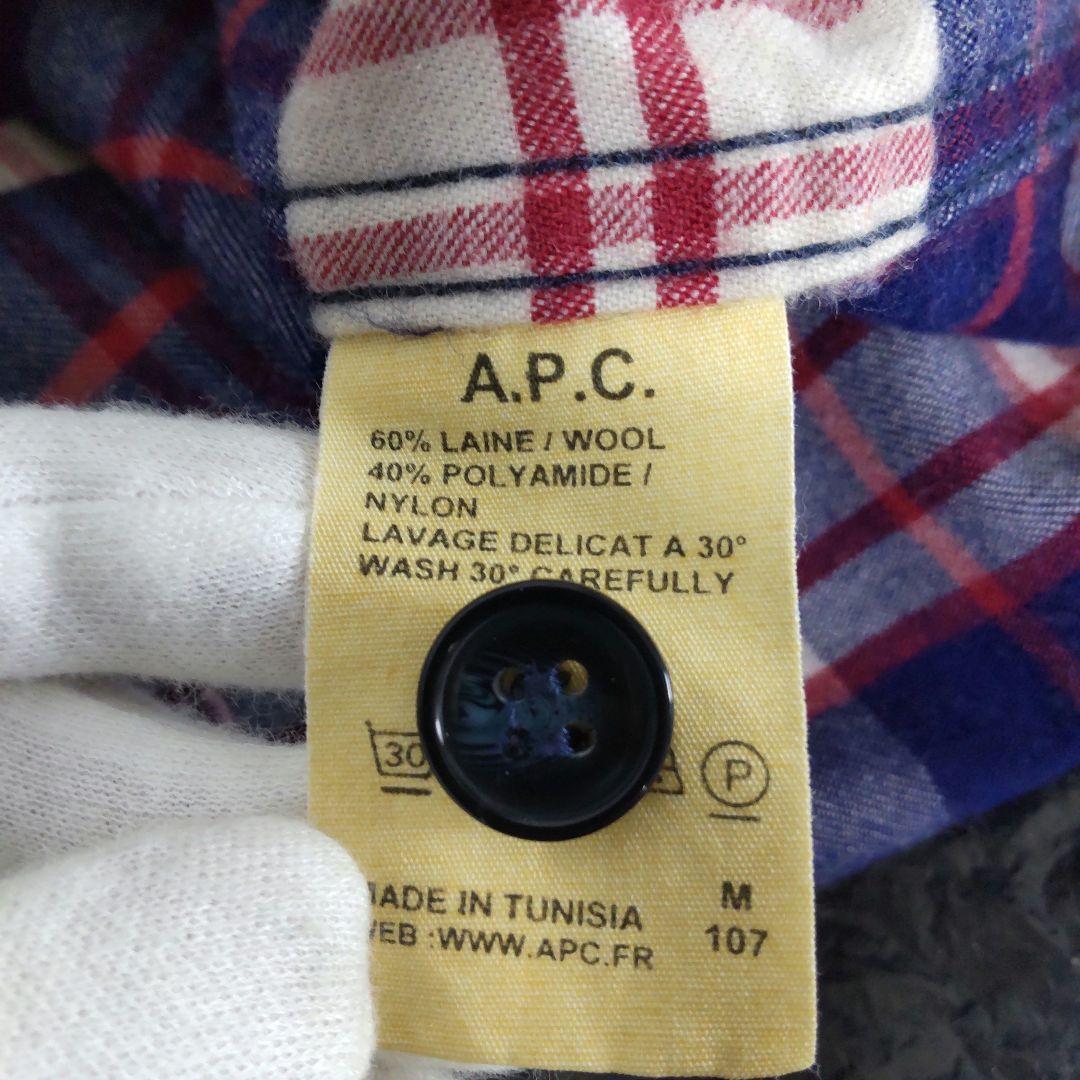 A.P.C.
60% LAINE / WOOL
40% POLYAMIDE /
NYLON
LAVAGE DELICAT A 30°
WASH 30° CAREFULLY
30
P
MADE IN TUNISIA
WEB :WWW.APC.FR
M
107